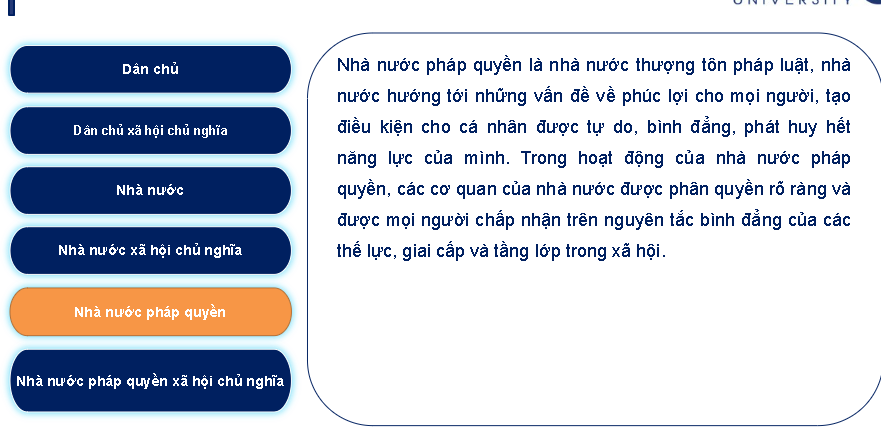 UNIVERSITY
Dân chủ
Dân chủ xã hội chủ nghĩa
Nhà nước
Nhà nước xã hội chủ nghĩa
Nhà nước pháp quyền
Nhà nước pháp quyền xã hội chủ nghĩa
Nhà nước pháp quyền là nhà nước thượng tôn pháp luật, nhà
nước hướng tới những vấn đề về phúc lợi cho mọi người, tạo
điều kiện cho cá nhân được tự do, bình đẳng, phát huy hết
năng lực của mình. Trong hoạt động của nhà nước pháp
quyền, các cơ quan của nhà nước được phân quyền rõ ràng và
được mọi người chấp nhận trên nguyên tắc bình đẳng của các
thế lực, giai cấp và tầng lớp trong xã hội.